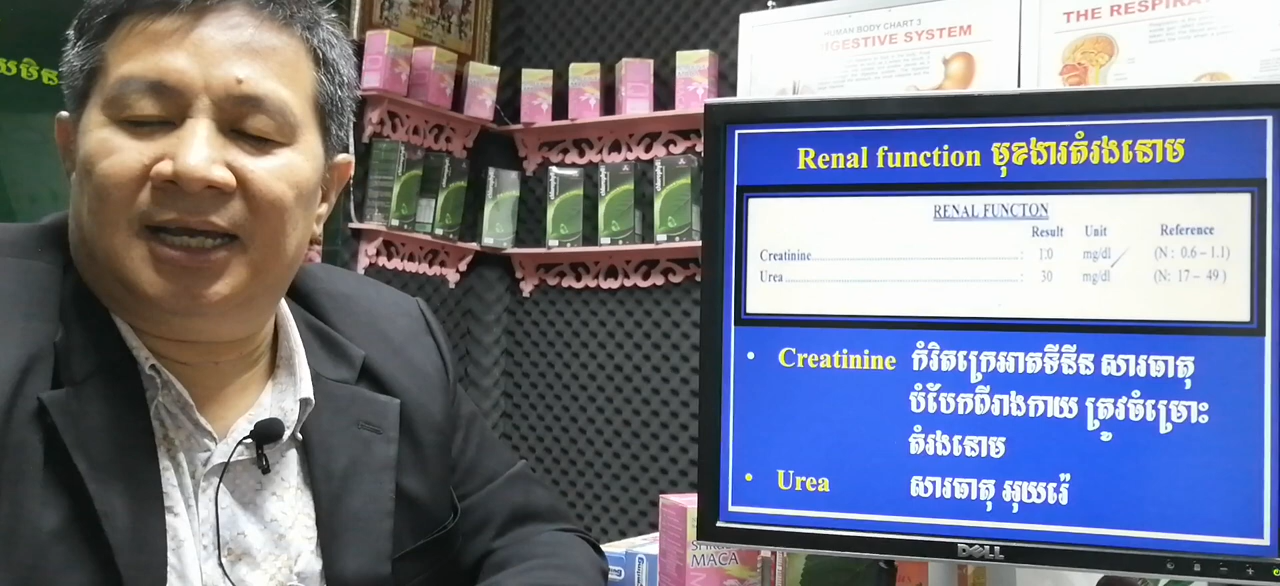 HUMAN BODY CHART 3
DIGESTIVE SYSTEM
THE RESPIRA
Renal function មុខងារតំរងនោម
RENAL FUNCTON
Result Unit Reference
Creatinine : 1.0 mg/dl (N : 0.6 – 1.1)
Urea : 30 mg/dl (N: 17 – 49 )
• Creatinine កំរិតក្រេអាតទីនីន សារធាតុ
បំបែកពីរាងកាយ ត្រូវចំម្រោះ
តំរងនោម
• Urea សារធាតុ អុយរ៉េ
MACA
DELL